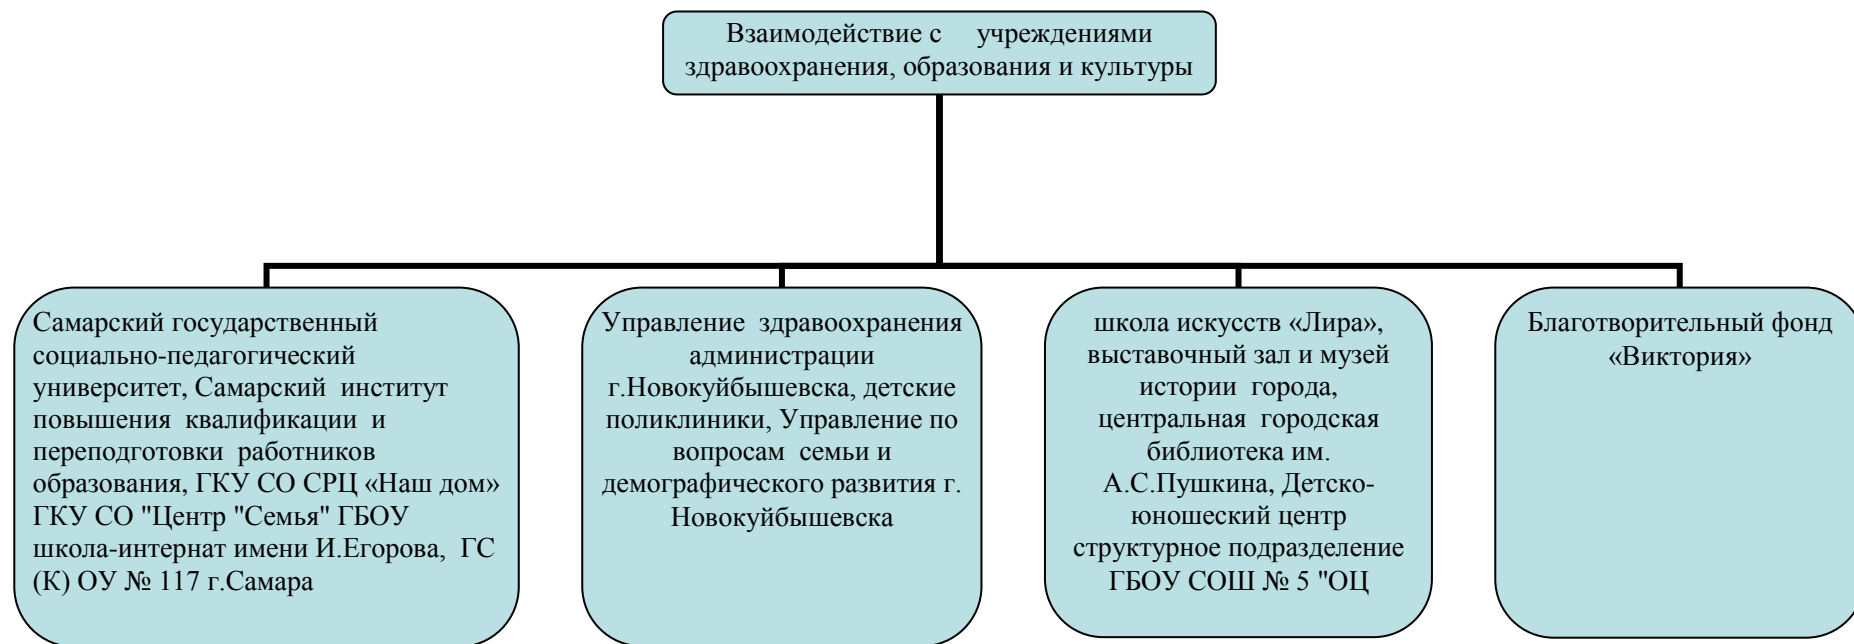 Взаимодействие с учреждениями
здравоохранения, образования и культуры
Самарский государственный
социально-педагогический
университет, Самарский институт
повышения квалификации и
переподготовки работников
образования, ГКУ СО СРЦ «Наш дом»
ГКУ СО "Центр "Семья" ГБОУ
школа-интернат имени И.Егорова, ГС
(К) ОУ № 117 г.Самара
Управление здравоохранения
администрации
г.Новокуйбышевска, детские
поликлиники, Управление по
вопросам семьи и
демографического развития г.
Новокуйбышевска
школа искусств «Лира»,
выставочный зал и музей
истории города,
центральная городская
библиотека им.
А.С.Пушкина, Детско-
юношеский центр
структурное подразделение
ГБОУ СОШ № 5 "ОЦ
Благотворительный фонд
«Виктория»